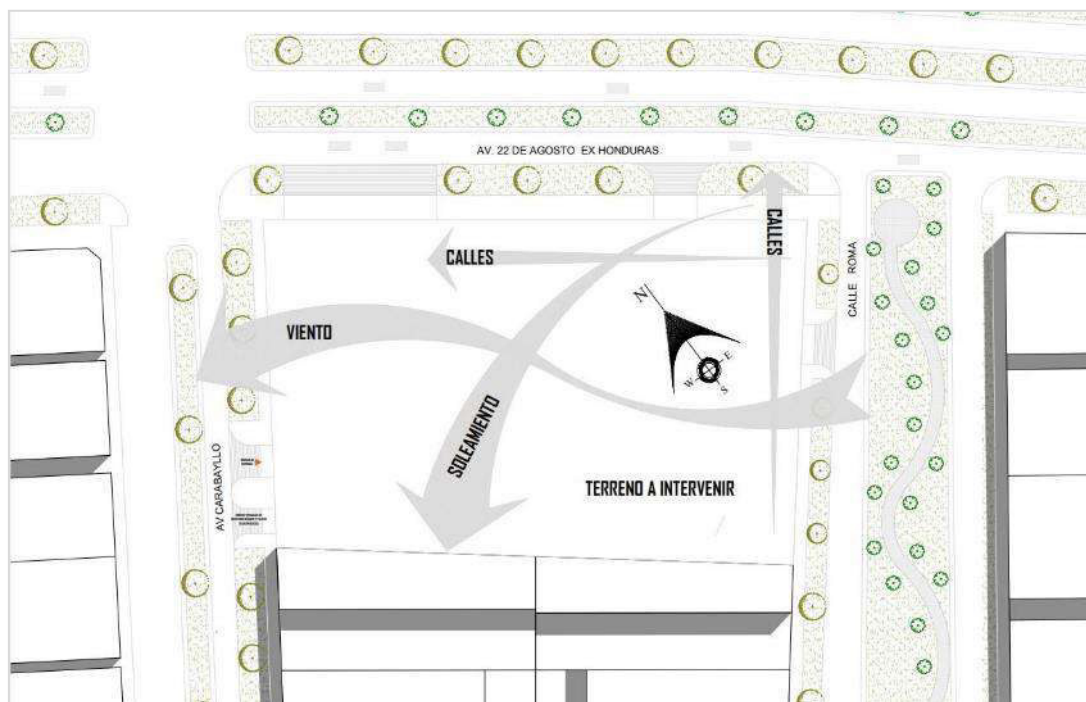 AV. 22 DE AGOSTO EX HONDURAS
CALLES
CALLES
CALLE ROMA
N
E
W
S
VIENTO
SOLEAMIENTO
AV CARABAYLLO
TERRENO A INTERVENIR